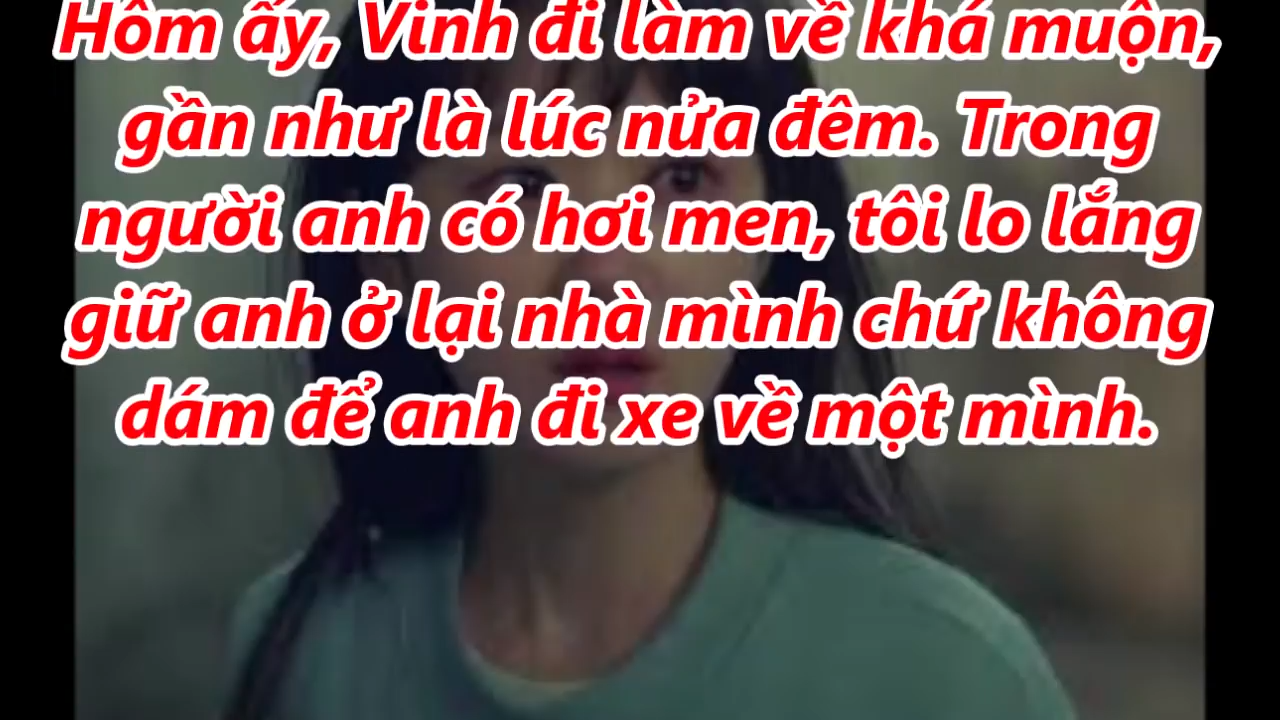 Hôm ấy, Vinh đi làm về khá muộn,
gần như là lúc nửa đêm. Trong
người anh có hơi men, tôi lo lắng
giữ anh ở lại nhà mình chứ không
dám để anh đi xe về một mình.